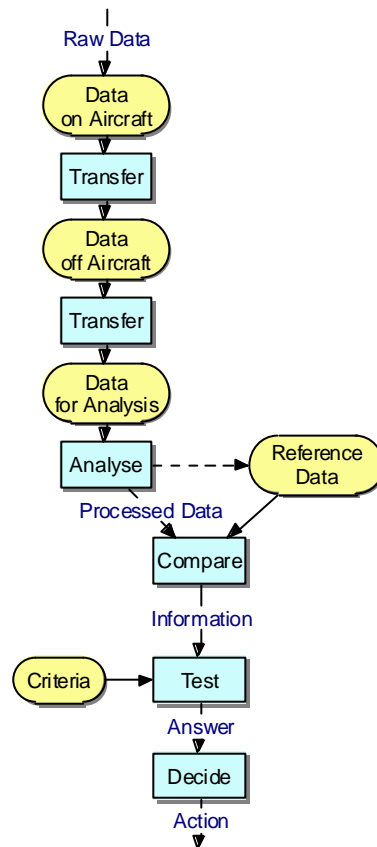 Raw Data
Data
on Aircraft
Transfer
Data
off Aircraft
Transfer
Data
for Analysis
Analyse
Reference
Data
Processed Data
Compare
Information
Criteria
Test
Answer
Decide
Action